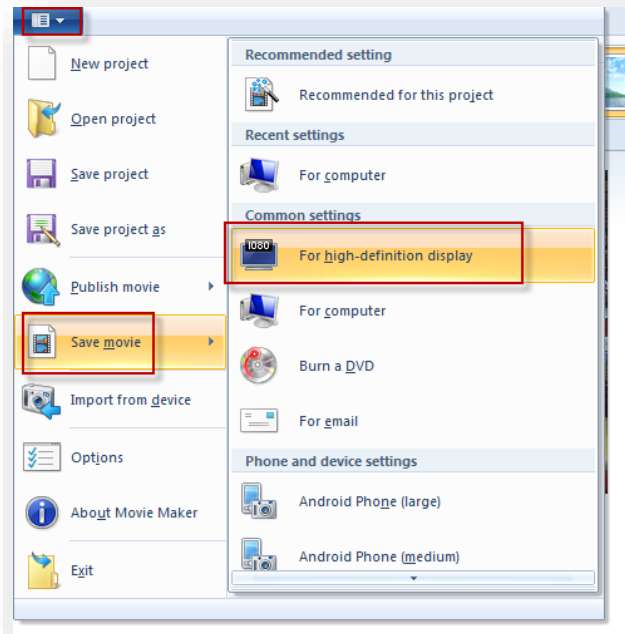 New project
Open project
Save project
Save project as
Publish movie
Save movie
Import from device
Options
About Movie Maker
Exit
Recommended setting
Recommended for this project
Recent settings
For computer
Common settings
1080
For high-definition display
For computer
Burn a DVD
For email
Phone and device settings
Android Phone (large)
Android Phone (medium)